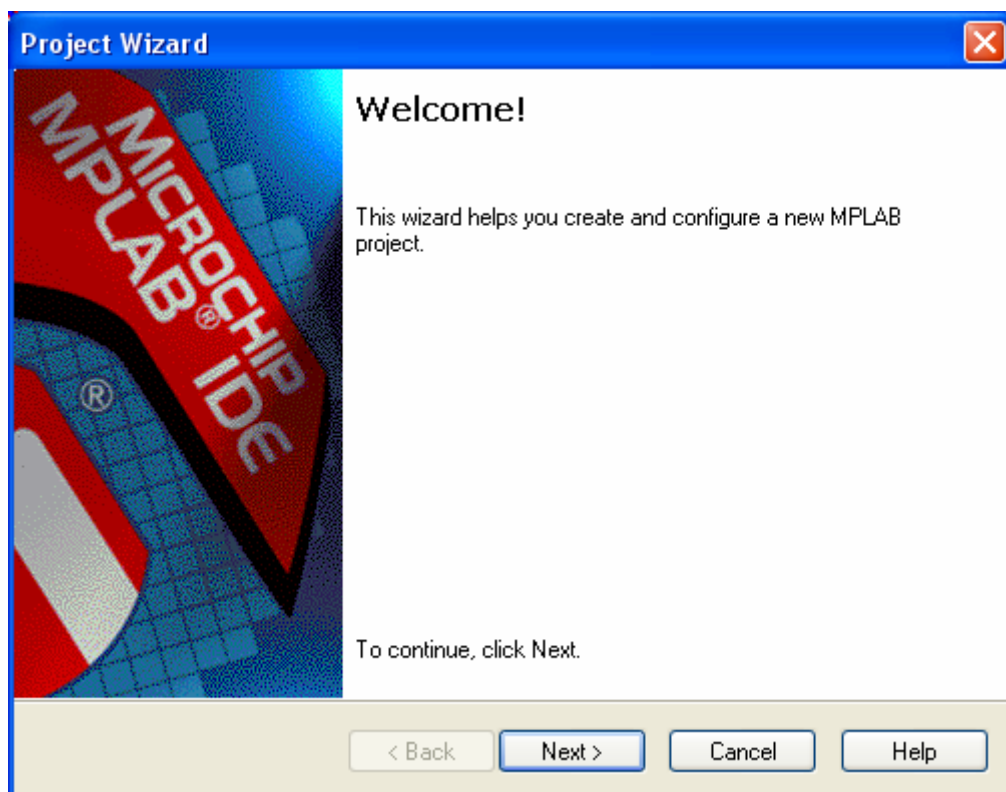 Project Wizard
Welcome!
MICROCHIP
MPLAB® IDE
®
This wizard helps you create and configure a new MPLAB
project.
To continue, click Next.
< Back
Next >
Cancel
Help